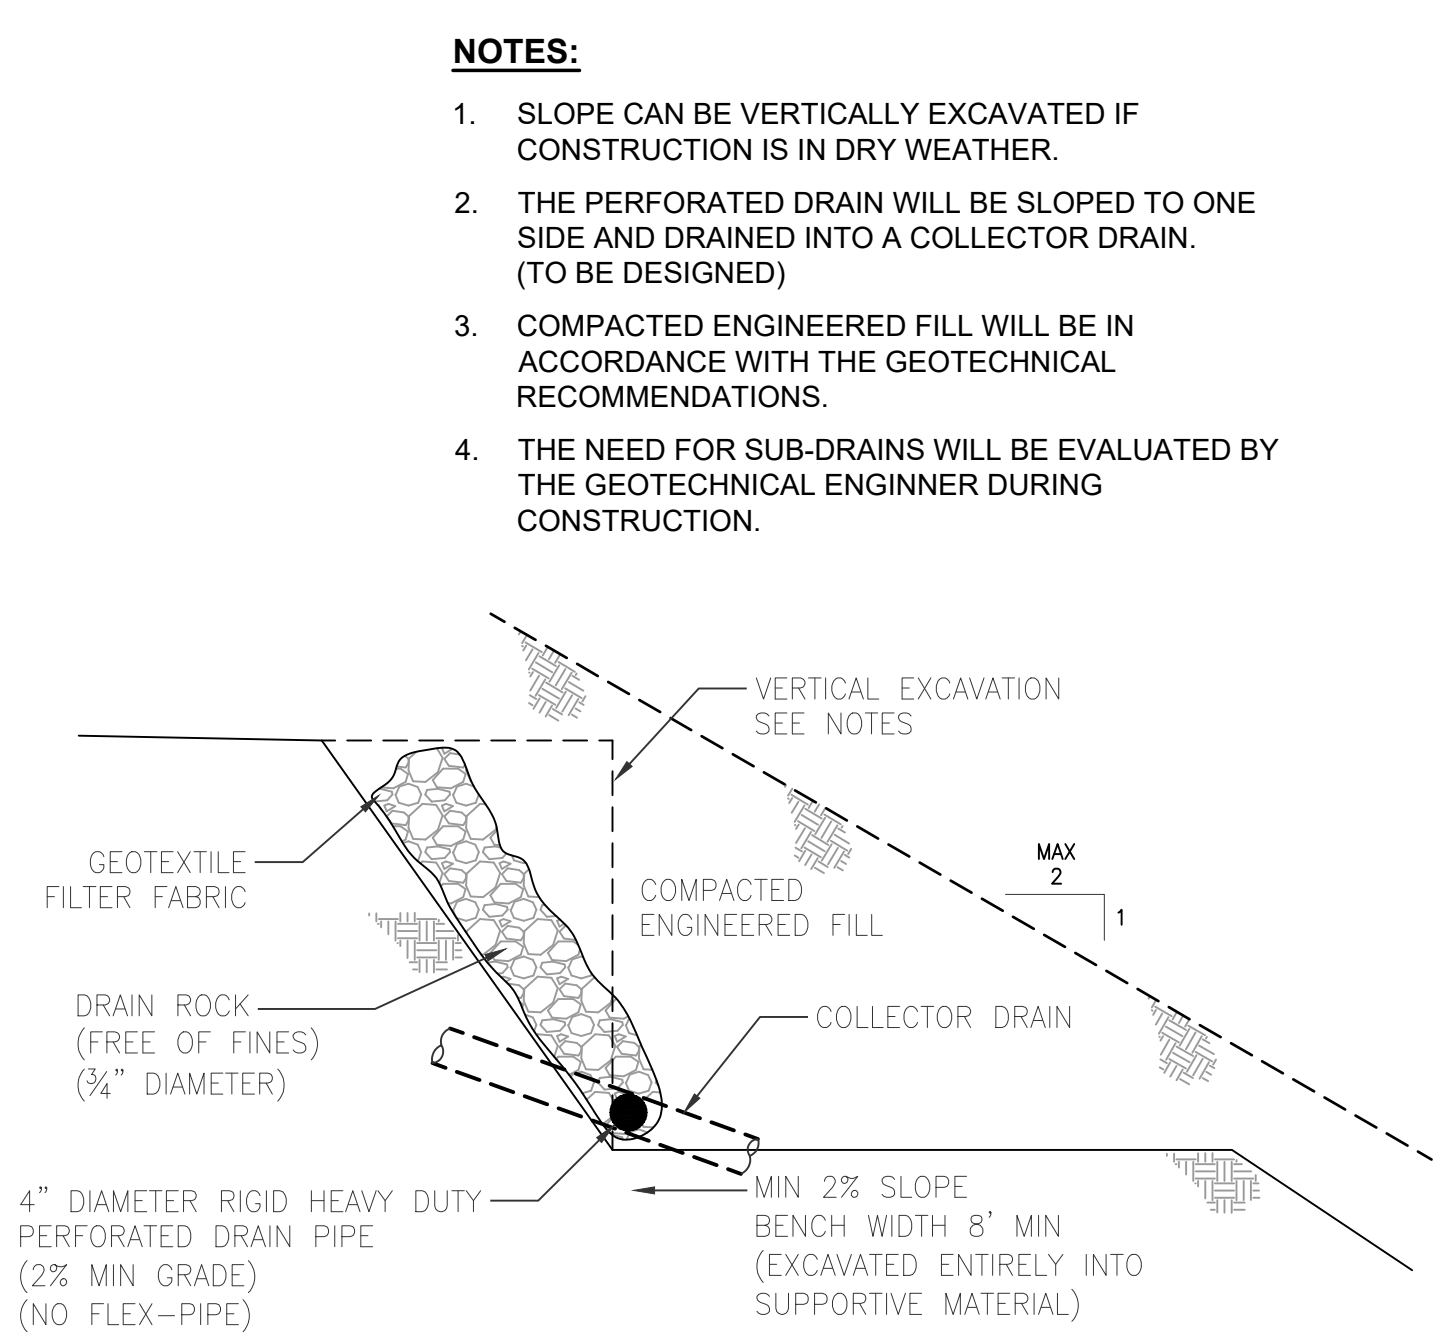 NOTES:
1. SLOPE CAN BE VERTICALLY EXCAVATED IF
CONSTRUCTION IS IN DRY WEATHER.
2. THE PERFORATED DRAIN WILL BE SLOPED TO ONE
SIDE AND DRAINED INTO A COLLECTOR DRAIN.
(TO BE DESIGNED)
3. COMPACTED ENGINEERED FILL WILL BE IN
ACCORDANCE WITH THE GEOTECHNICAL
RECOMMENDATIONS.
4. THE NEED FOR SUB-DRAINS WILL BE EVALUATED BY
THE GEOTECHNICAL ENGINNER DURING
CONSTRUCTION.
VERTICAL EXCAVATION
SEE NOTES
GEOTEXTILE
FILTER FABRIC
COMPACTED
ENGINEERED FILL
MAX
2
1
DRAIN ROCK
(FREE OF FINES)
(¾" DIAMETER)
COLLECTOR DRAIN
4" DIAMETER RIGID HEAVY DUTY
PERFORATED DRAIN PIPE
(2% MIN GRADE)
(NO FLEX-PIPE)
MIN 2% SLOPE
BENCH WIDTH 8' MIN
(EXCAVATED ENTIRELY INTO
SUPPORTIVE MATERIAL)